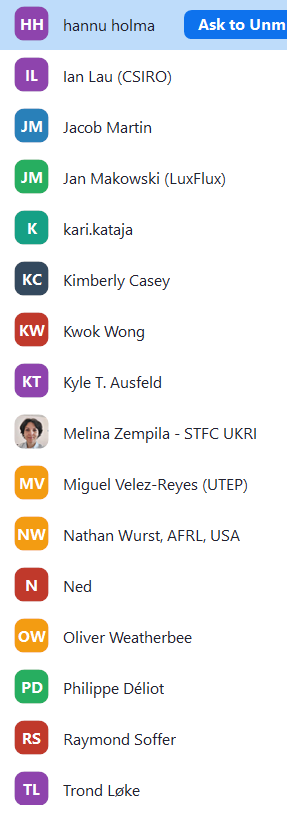 HH hannu holma Ask to Unm
IL Ian Lau (CSIRO)
JM Jacob Martin
JM Jan Makowski (LuxFlux)
K kari.kataja
KC Kimberly Casey
KW Kwok Wong
KT Kyle T. Ausfeld
Melina Zempila - STFC UKRI
MV Miguel Velez-Reyes (UTEP)
NW Nathan Wurst, AFRL, USA
N Ned
OW Oliver Weatherbee
PD Philippe Déliot
RS Raymond Soffer
TL Trond Løke